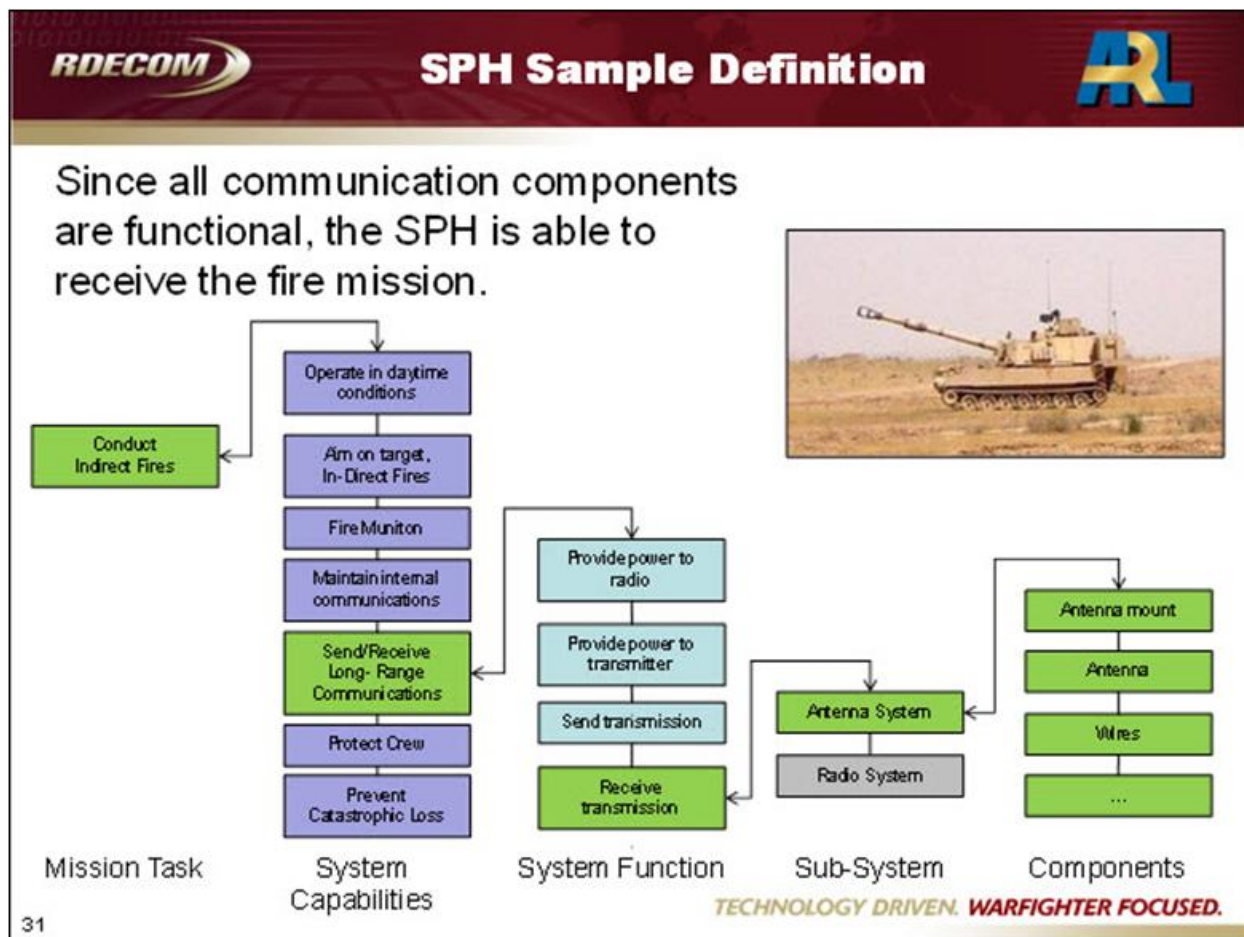 RDECOM
SPH Sample Definition
ARL
Since all communication components
are functional, the SPH is able to
receive the fire mission.
Operate in daytime
conditions
Conduct
Indirect Fires
Aim on target,
In-Direct Fires
Fire Muniton
Maintain internal
communications
Send/Receive
Long- Range
Communications
Protect Crew
Prevent
Catastrophic Loss
Provide power to
radio
Provide power to
transmitter
Send transmission
Receive
transmission
Antenna System
Radio System
Antenna mount
Antenna
Wires
...
Mission Task
System
Capabilities
System Function
Sub-System
Components
TECHNOLOGY DRIVEN. WARFIGHTER FOCUSED.
31